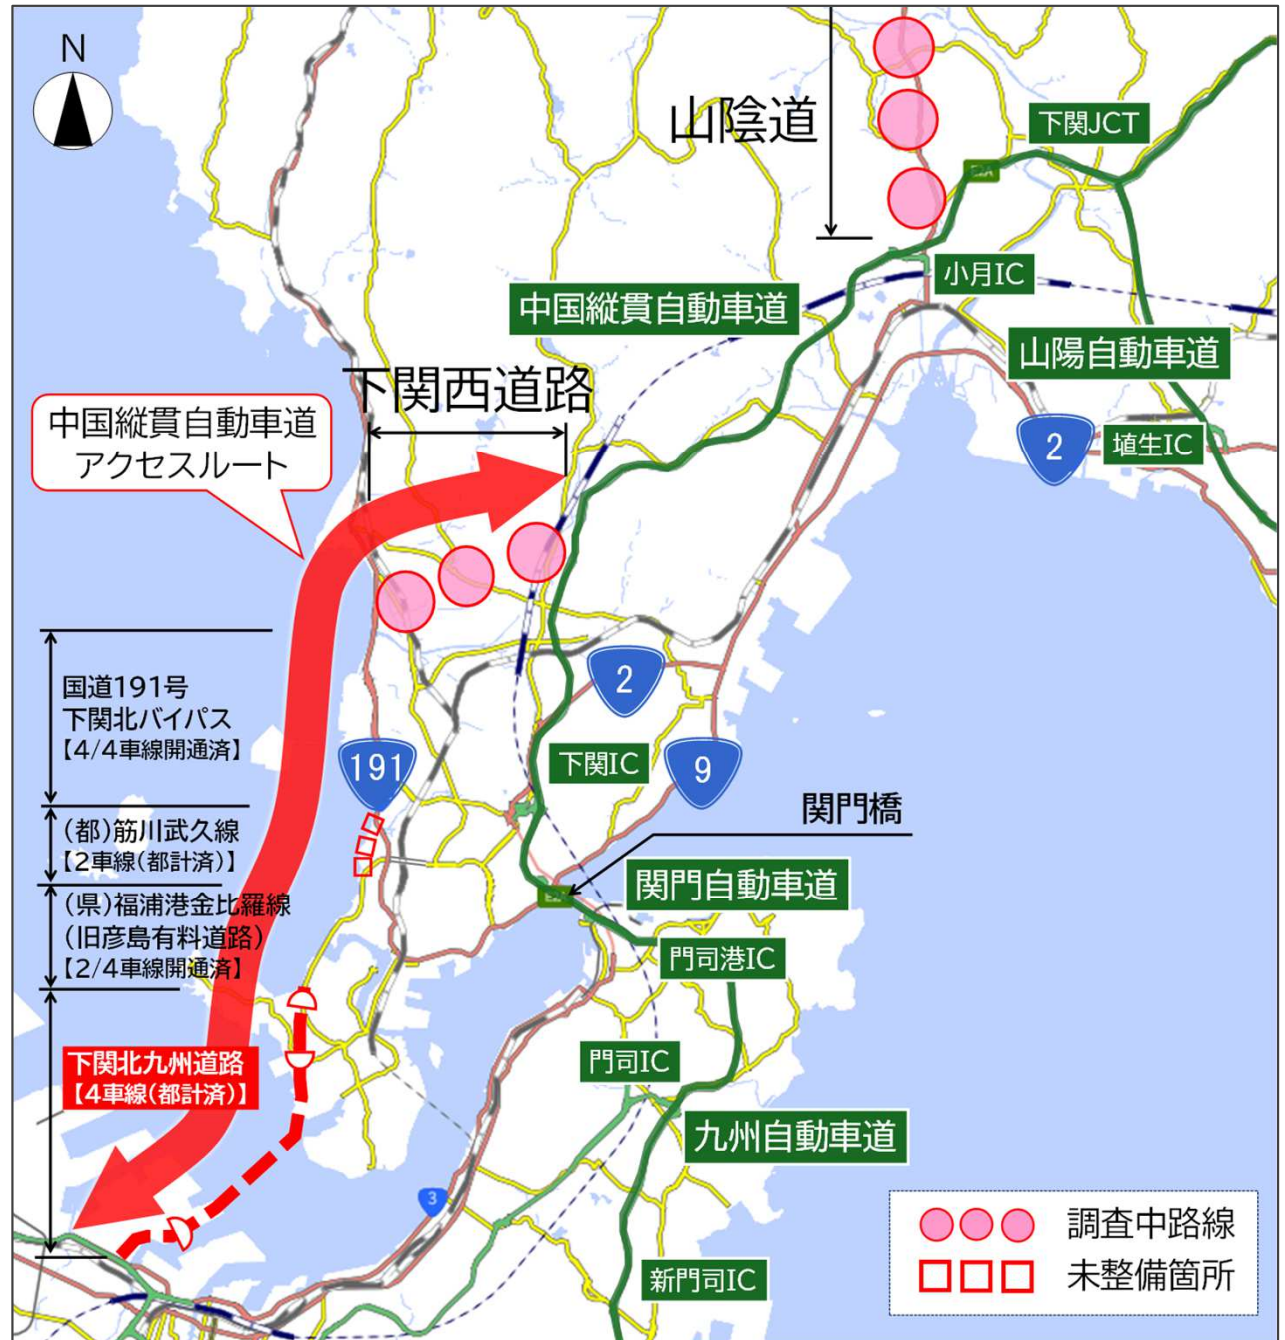 N
山陰道
下関JCT
E2A
小月IC
中国縦貫自動車道
山陽自動車道
下関西道路
中国縦貫自動車道
アクセスルート
2
埴生IC
国道191号
下関北バイパス
【4/4車線開通済】
2
191
下関IC
9
関門橋
(都)筋川武久線
【2車線(都計済)】
関門自動車道
(県)福浦港金比羅線
(旧彦島有料道路)
【2/4車線開通済】
門司港IC
下関北九州道路
【4車線(都計済)】
門司IC
九州自動車道
3
調査中路線
未整備箇所
新門司IC